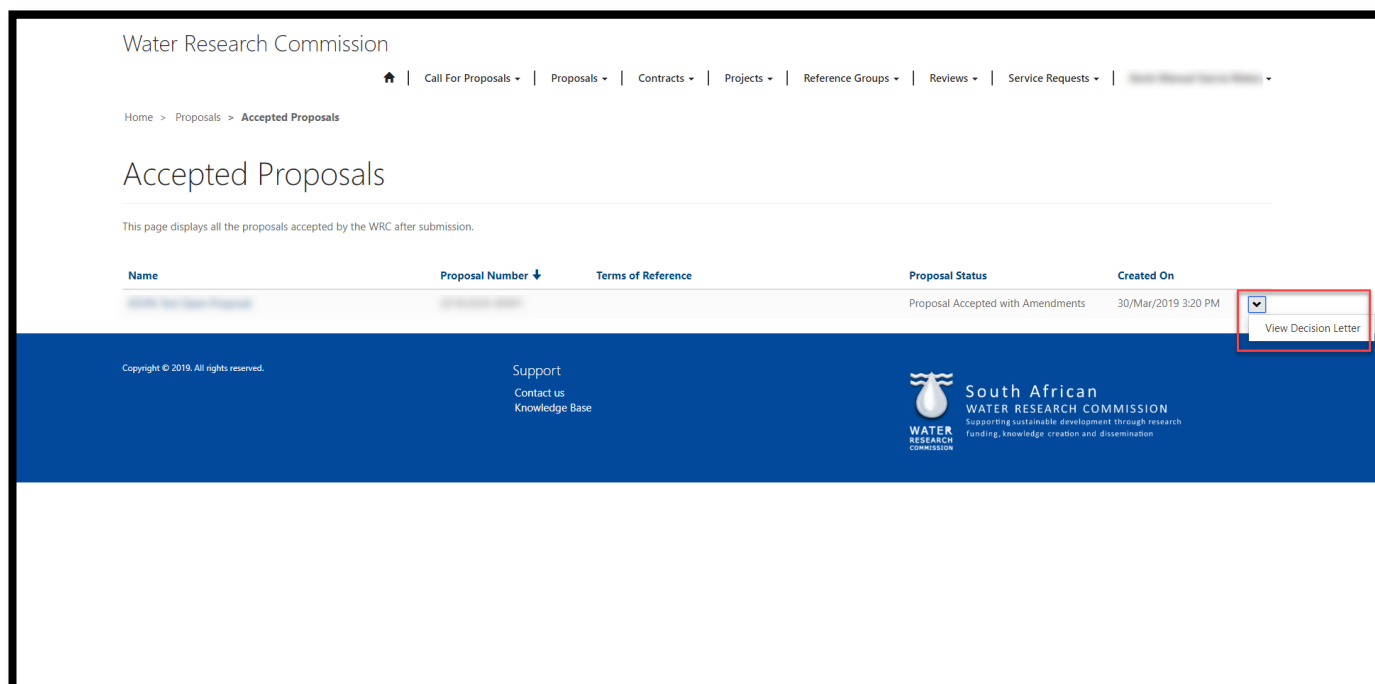 Water Research Commission
Call For Proposals | Proposals | Contracts | Projects | Reference Groups | Reviews | Service Requests |
Home > Proposals > Accepted Proposals
Accepted Proposals
This page displays all the proposals accepted by the WRC after submission.
Name Proposal Number Terms of Reference Proposal Status Created On
Proposal Accepted with Amendments 30/Mar/2019 3:20 PM
View Decision Letter
Copyright © 2019. All rights reserved.
Support
Contact us
Knowledge Base
WATER
RESEARCH
COMMISSION
South African
WATER RESEARCH COMMISSION
Supporting sustainable development through research
funding, knowledge creation and dissemination